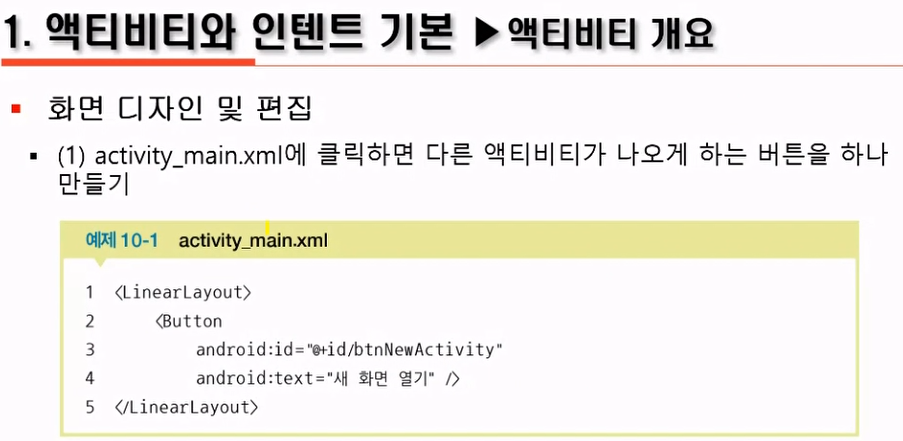 1. 액티비티와 인텐트 기본 ▶액티비티 개요
▪ 화면 디자인 및 편집
▪ (1) activity_main.xml에 클릭하면 다른 액티비티가 나오게 하는 버튼을 하나
만들기
예제 10-1 activity_main.xml
1 <LinearLayout>
2 <Button
3 android:id="@+id/btnNewActivity"
4 android:text="새 화면 열기" />
5 </LinearLayout>